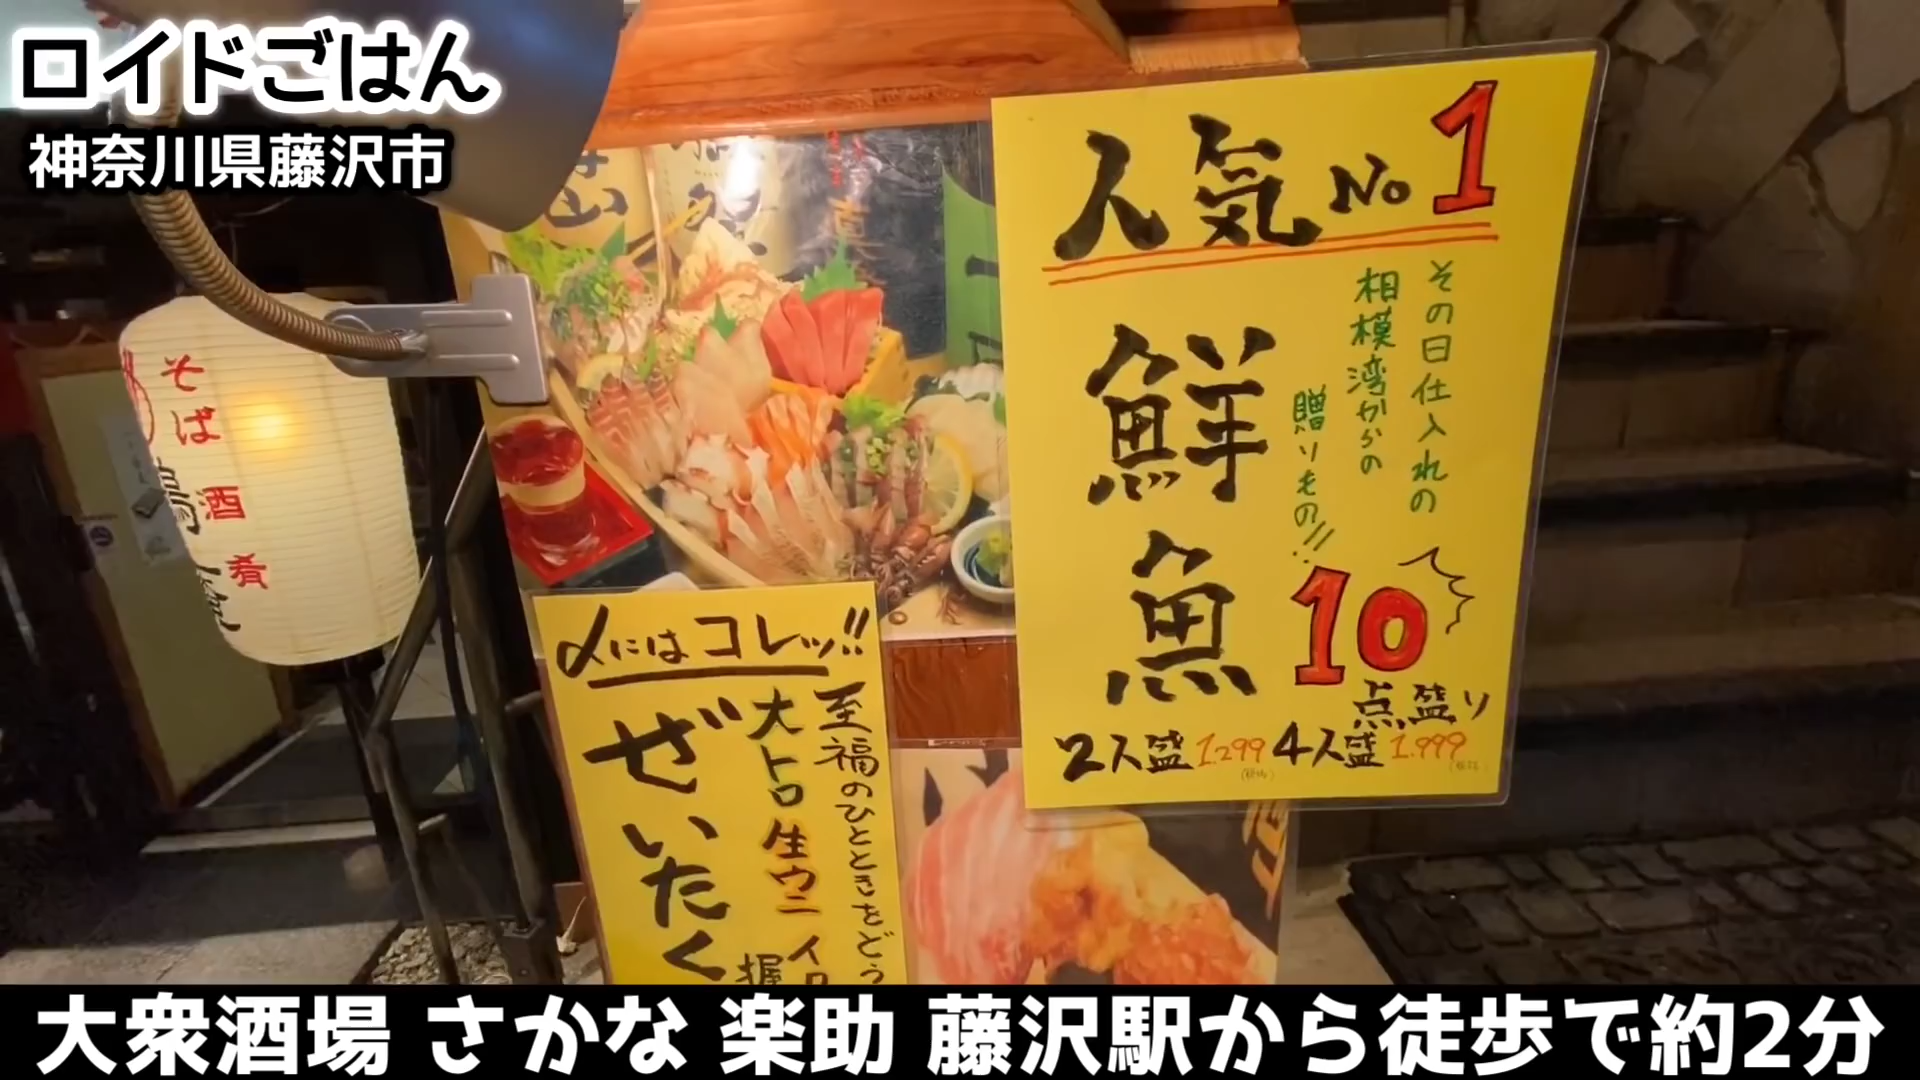 ロイドごはん
神奈川県藤沢市
人気No1
その日仕入れの
相模湾からの
贈りもの!!
鮮魚
10
点盛り
2人盛 1.299 4人盛 1.999
そば
酒
肴
〆にはコレッ!!
至福のひとときをどう
大トロ 生ウニ イ
握
ぜいたく
大衆酒場 さかな 楽助 藤沢駅から徒歩で約2分